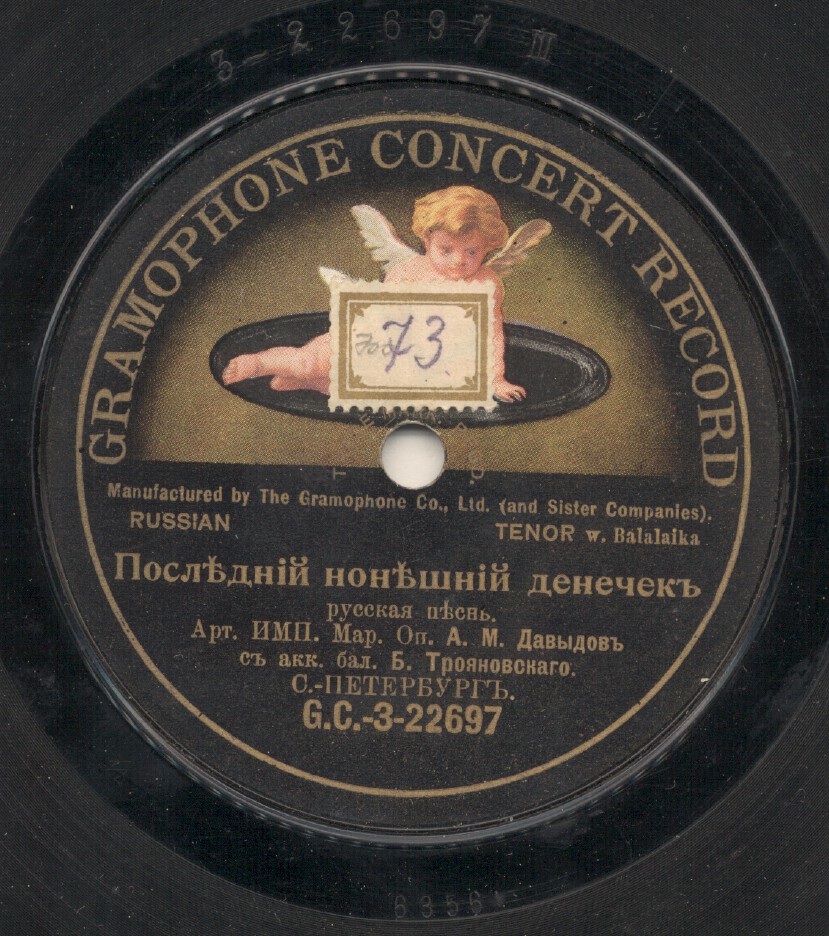 3-22697 III
GRAMOPHONE CONCERT RECORD
73
Manufactured by The Gramophone Co., Ltd. (and Sister Companies).
RUSSIAN TENOR w. Balalaika
Послѣдній нонѣшній денечекъ
русская пѣснь.
Арт. ИМП. Мар. Оп. А. М. Давыдовъ
съ акк. бал. Б. Трояновскаго.
С.-ПЕТЕРБУРГЪ.
G.C.-3-22697